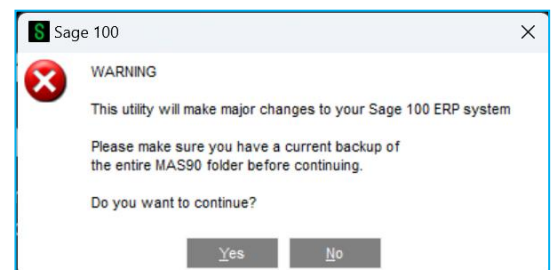 Sage 100
WARNING
This utility will make major changes to your Sage 100 ERP system
Please make sure you have a current backup of
the entire MAS90 folder before continuing.
Do you want to continue?
Yes No